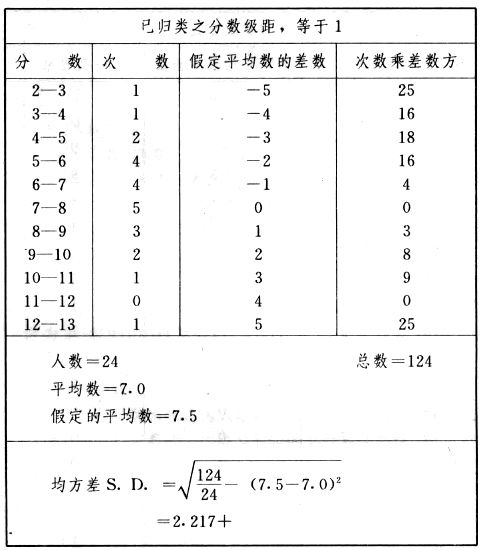 已归类之分数级距，等于1
分 数 次 数 假定平均数的差数 次数乘差数方
2—3 1 －5 25
3—4 1 －4 16
4—5 2 －3 18
5—6 4 －2 16
6—7 4 －1 4
7—8 5 0 0
8—9 3 1 3
9—10 2 2 8
10—11 1 3 9
11—12 0 4 0
12—13 1 5 25
人数＝24 总数＝124
平均数＝7.0
假定的平均数＝7.5
均方差 S. D. ＝√(124/24 － (7.5－7.0)²)
＝2.217＋